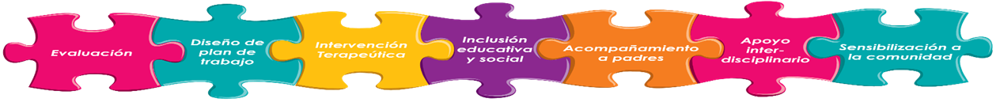 Evaluación
Diseño de
plan de
trabajo
Intervención
Terapeútica
Inclusión
educativa
y social
Acompañamiento
a padres
Apoyo
inter-
disciplinario
Sensibilización a
la comunidad